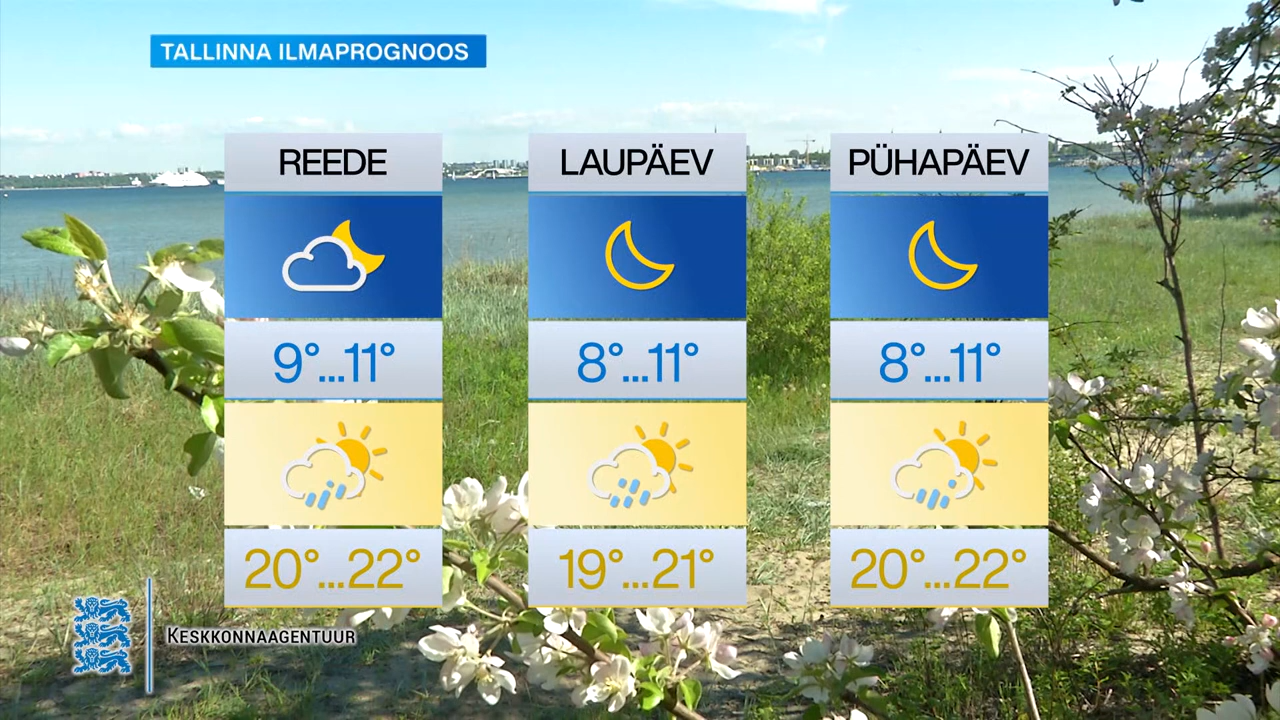 TALLINNA ILMAPROGNOOS
REEDE
9°...11°
20°...22°
LAUPÄEV
8°...11°
19°...21°
PÜHAPÄEV
8°...11°
20°...22°
KESKKONNAAGENTUUR